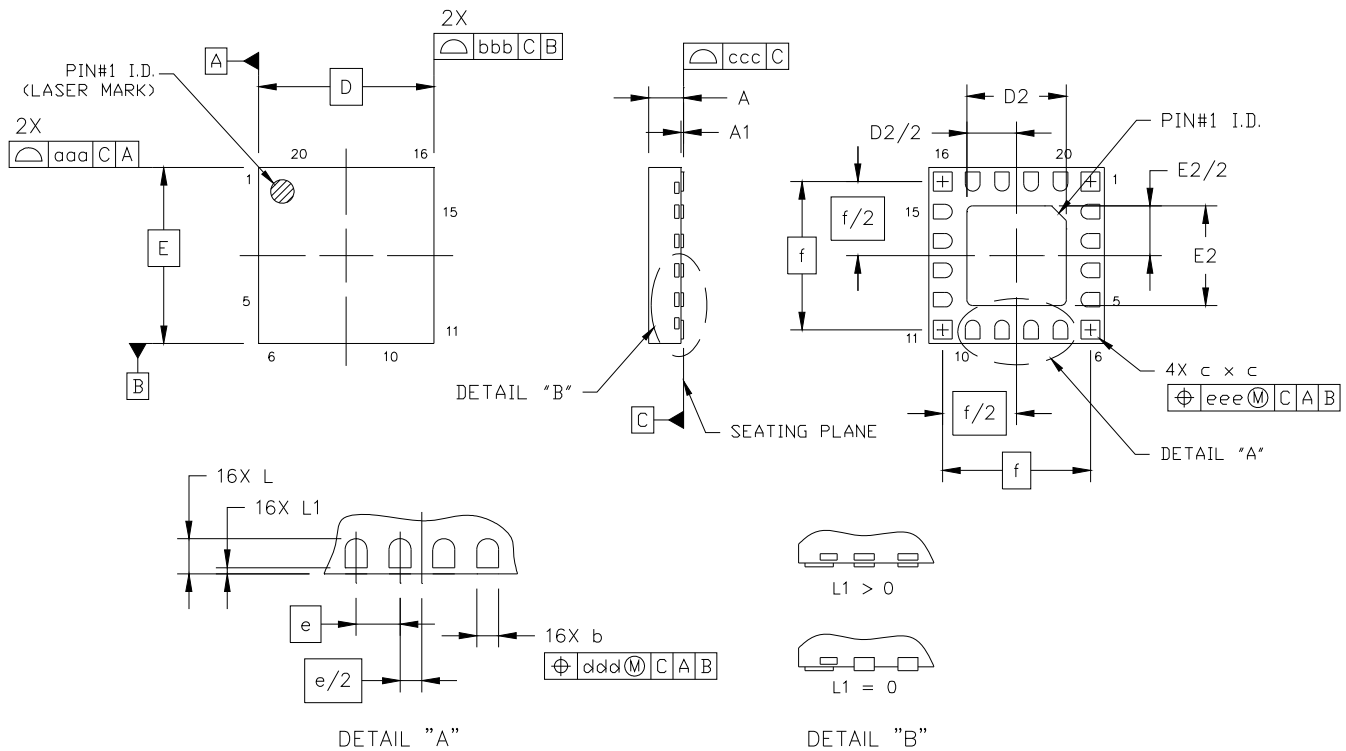 2X
bbb C B
A
D
PIN#1 I.D.
(LASER MARK)
2X
aaa C A
20
16
1
15
E
5
11
6
10
B
ccc C
A
A1
DETAIL "B"
C
SEATING PLANE
D2
D2/2
PIN#1 I.D.
16
20
1
E2/2
15
f/2
f
E2
5
11
10
6
4X c x c
eee Ⓜ C A B
f/2
f
DETAIL "A"
16X L
16X L1
e
e/2
16X b
ddd Ⓜ C A B
DETAIL "A"
L1 > 0
L1 = 0
DETAIL "B"